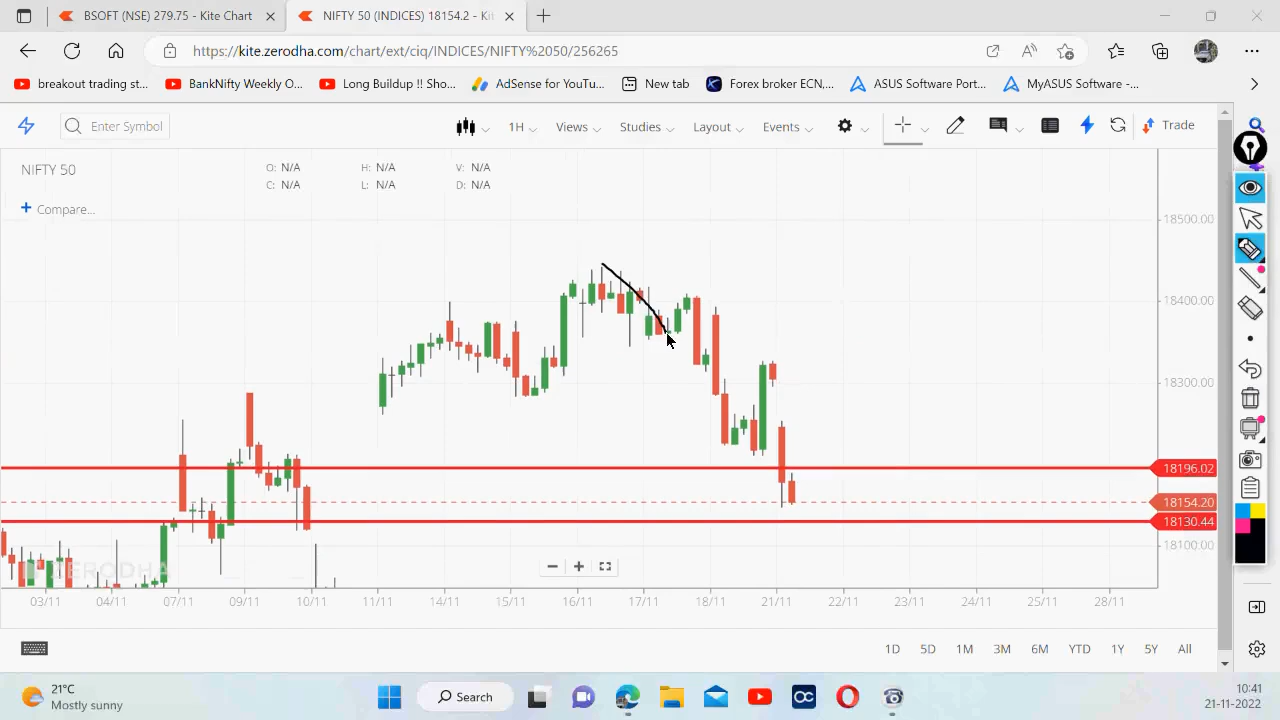 BSOFT (NSE) 279.75 - Kite Chart
NIFTY 50 (INDICES) 18154.2 - Kit
https://kite.zerodha.com/chart/ext/ciq/INDICES/NIFTY%2050/256265
breakout trading st...
BankNifty Weekly O...
Long Buildup !! Sho...
AdSense for YouTu...
New tab
Forex broker ECN,...
ASUS Software Port...
MyASUS Software -...
Enter Symbol
1H
Views
Studies
Layout
Events
Trade
NIFTY 50
O: N/A H: N/A V: N/A
C: N/A L: N/A D: N/A
+ Compare...
18500.00
18400.00
18300.00
18196.02
18154.20
18130.44
18100.00
ZERODHA
03/11 04/11 07/11 09/11 10/11 11/11 14/11 15/11 16/11 17/11 18/11 21/11 22/11 23/11 24/11 25/11 28/11
1D 5D 1M 3M 6M YTD 1Y 5Y All
21°C
Mostly sunny
Search
OC
10:41
21-11-2022